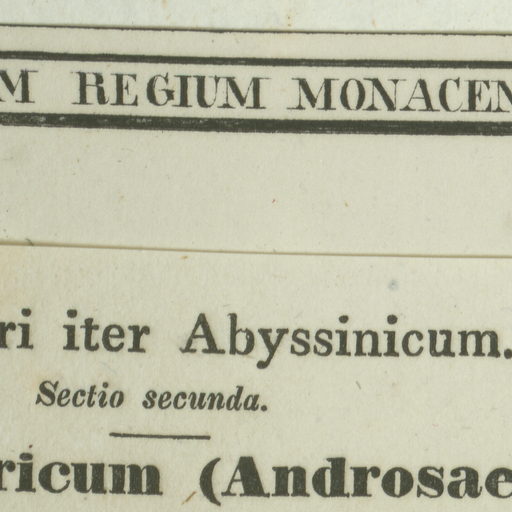 M REGIUM MONACEN
ri iter Abyssinicum.
Sectio secunda.
ricum (Androsae